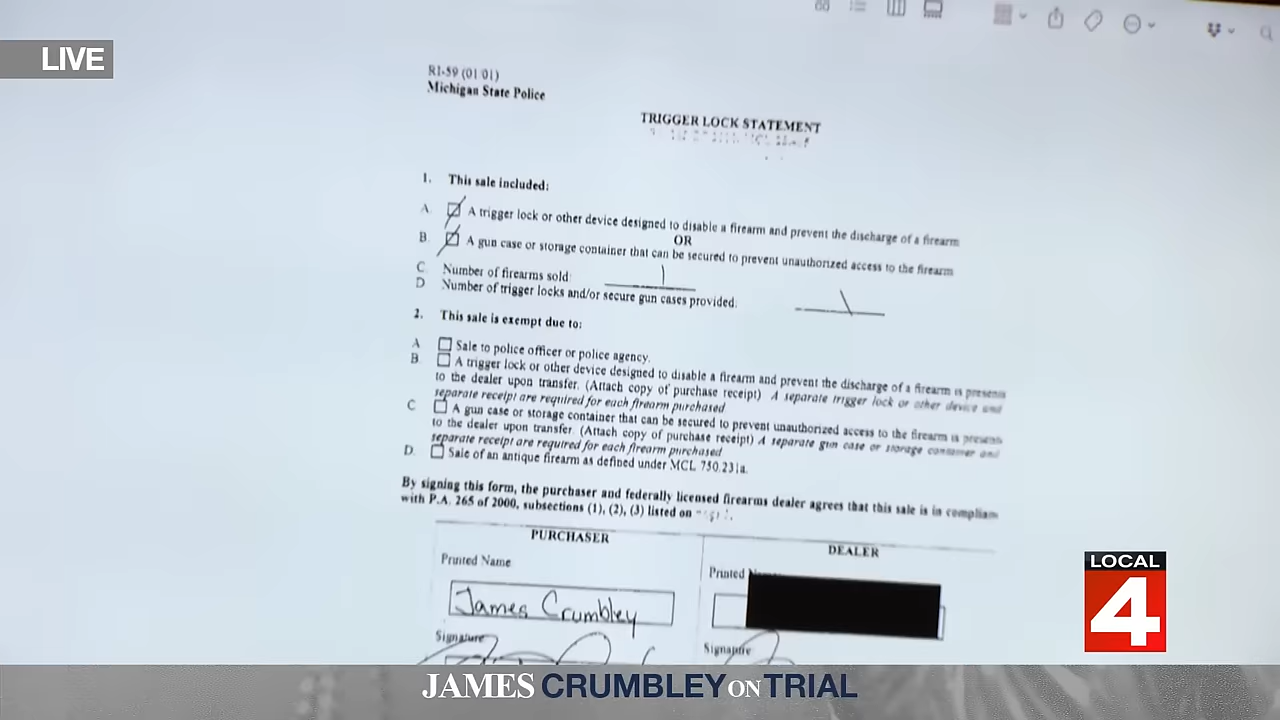 LIVE
RI-59 (01 01)
Michigan State Police
TRIGGER LOCK STATEMENT
1. This sale included:
A A trigger lock or other device designed to disable a firearm and prevent the discharge of a firearm
OR
B. A gun case or storage container that can be secured to prevent unauthorized access to the firearm
C. Number of firearms sold: 1
D Number of trigger locks and/or secure gun cases provided: 1
2. This sale is exempt due to:
A Sale to police officer or police agency.
B. A trigger lock or other device designed to disable a firearm and prevent the discharge of a firearm is
to the dealer upon transfer. (Attach copy of purchase receipt) A separate trigger lock or other device and
separate receipt are required for each firearm purchased
C A gun case or storage container that can be secured to prevent unauthorized access to the firearm is
to the dealer upon transfer. (Attach copy of purchase receipt) A separate gun case or storage container and
separate receipt are required for each firearm purchased
D. Sale of an antique firearm as defined under MCL 750.231a.
By signing this form, the purchaser and federally licensed firearms dealer agrees that this sale is in
with P.A. 265 of 2000, subsections (1), (2), (3) listed on
PURCHASER
DEALER
Printed Name
Printed
James Crumbley
Signature
Signature
LOCAL
4
JAMES CRUMBLEY ON TRIAL